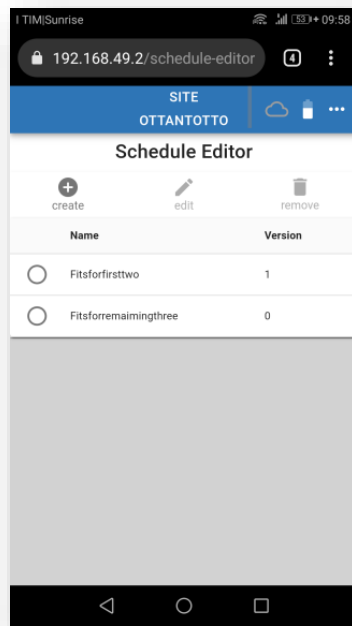 I TIM|Sunrise 53 09:58
192.168.49.2/schedule-editor 4
SITE
OTTANTOTTO
Schedule Editor
create edit remove
Name Version
Fitsforfirsttwo 1
Fitsforremaimingthree 0